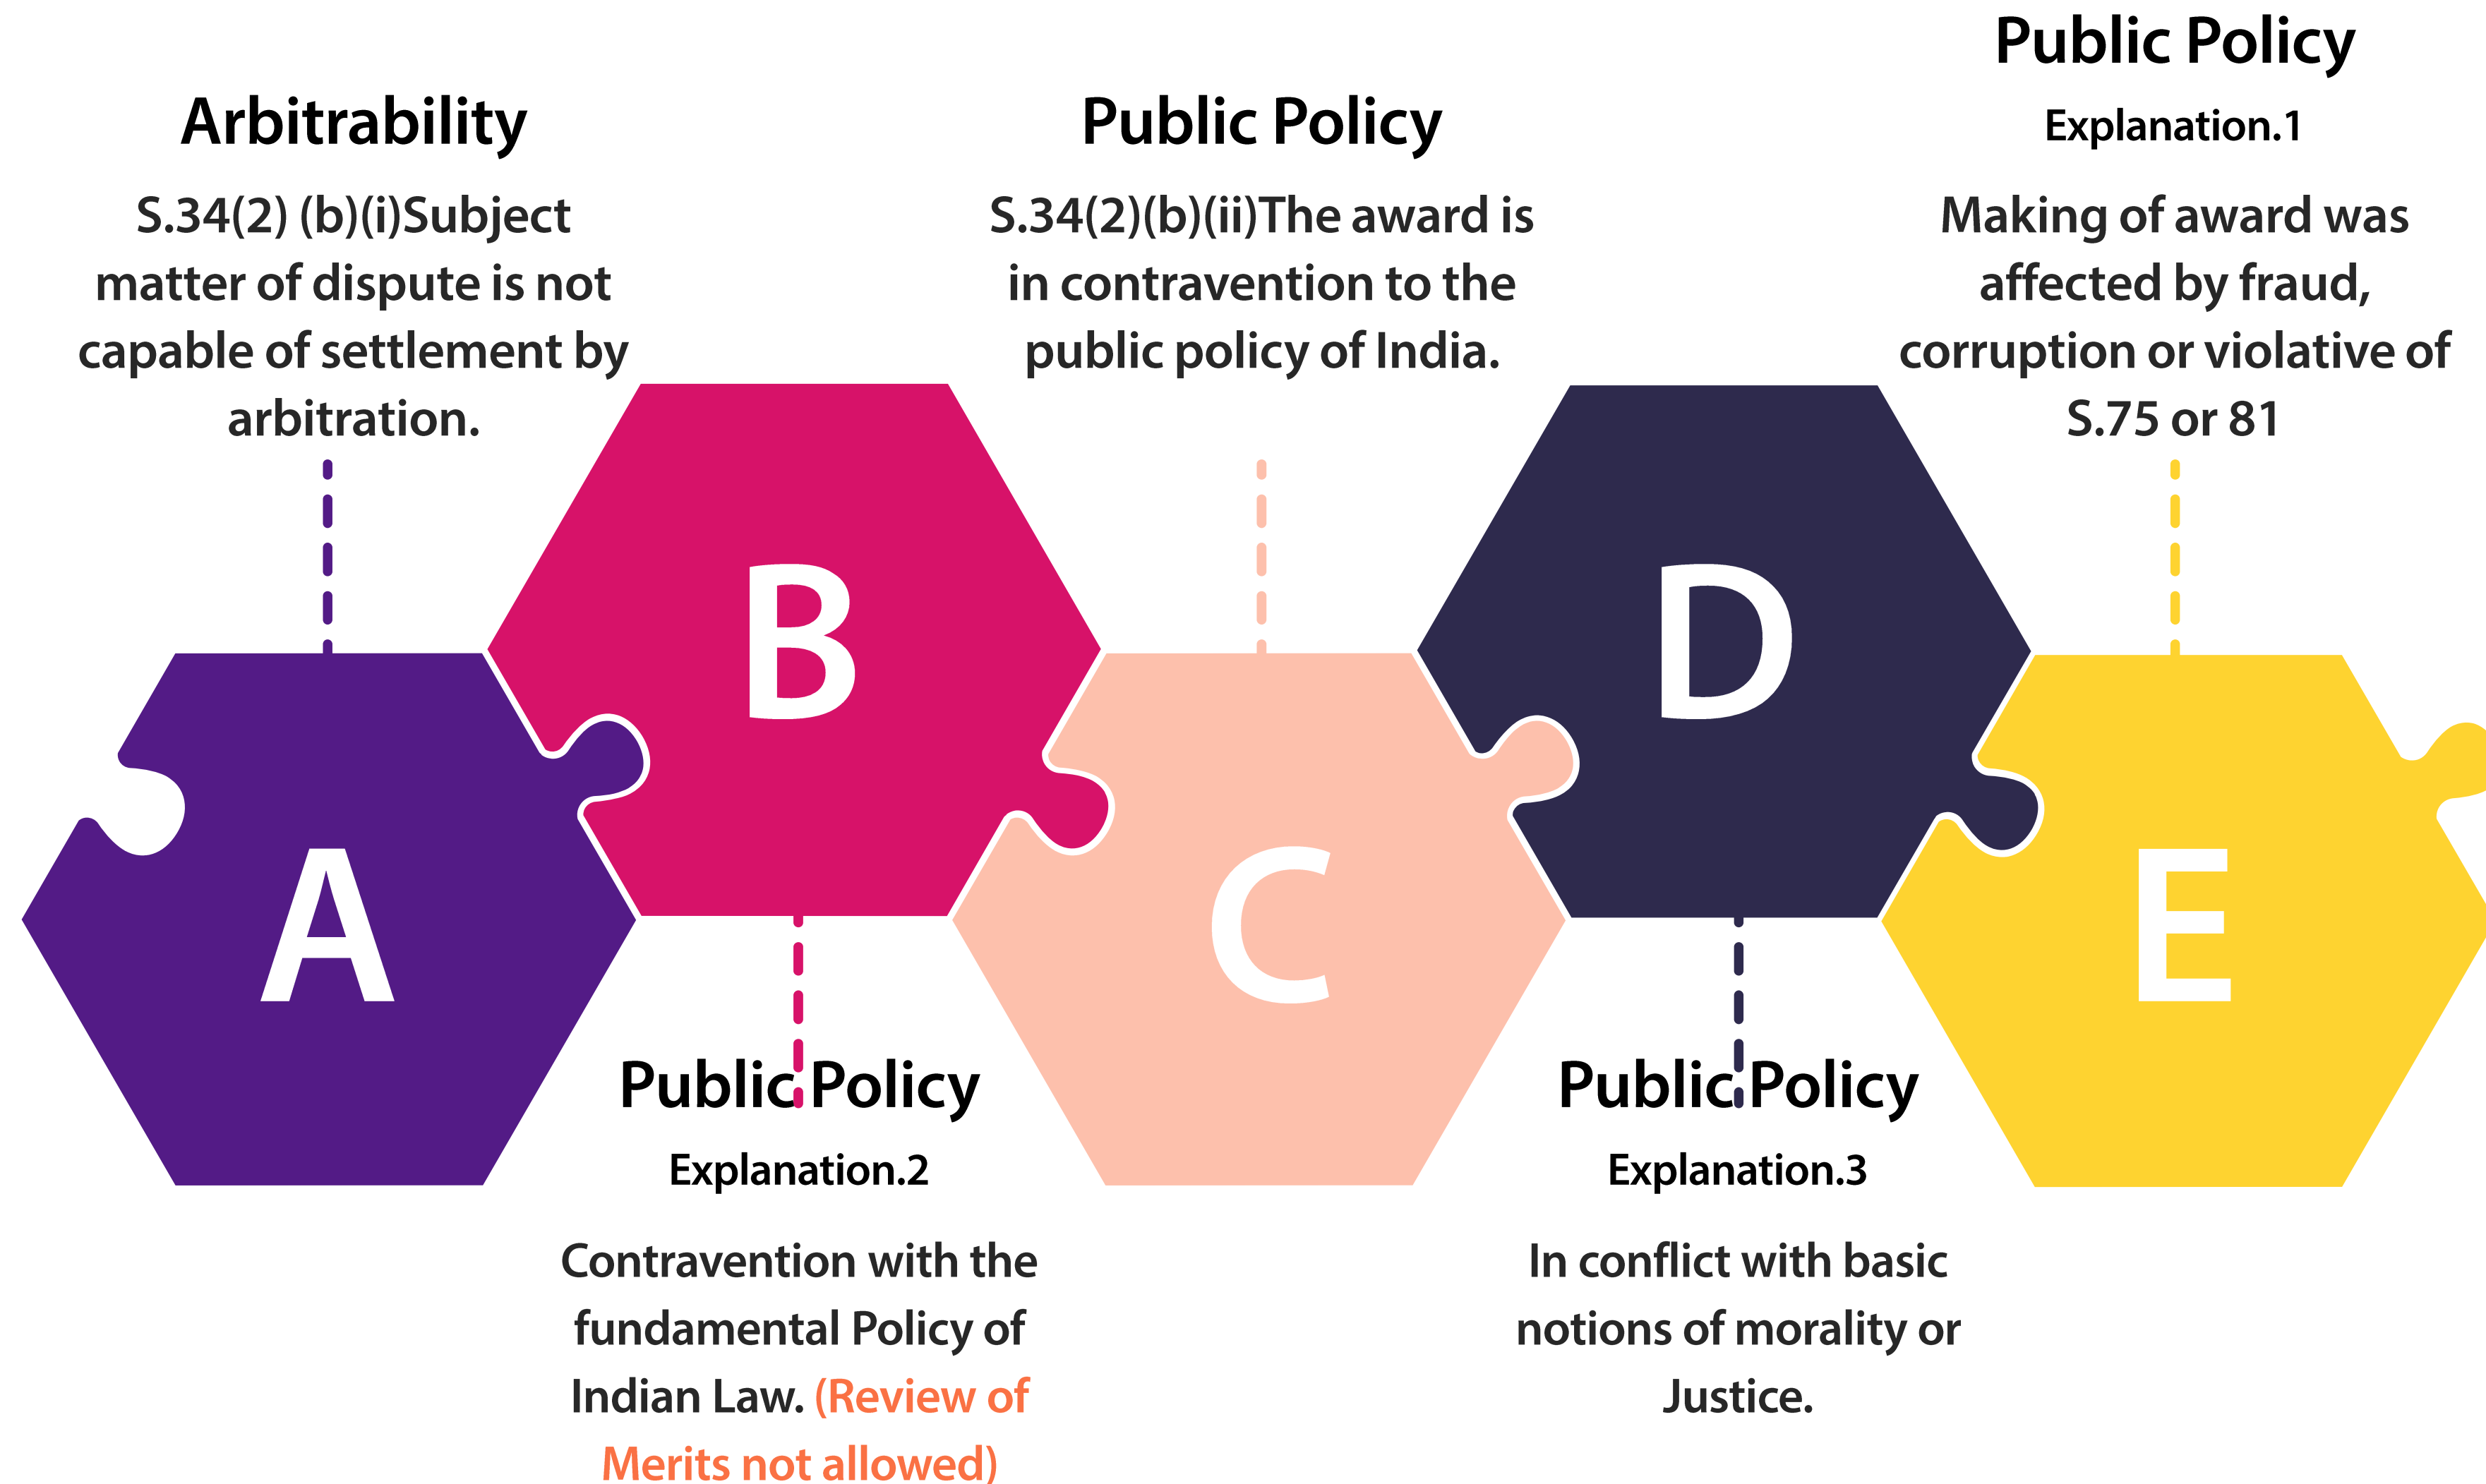 Arbitrability
S.34(2) (b)(i)Subject
matter of dispute is not
capable of settlement by
arbitration.
Public Policy
S.34(2)(b)(ii)The award is
in contravention to the
public policy of India.
Public Policy
Explanation.1
Making of award was
affected by fraud,
corruption or violative of
S.75 or 81
A
B
C
D
E
Public Policy
Explanation.2
Contravention with the
fundamental Policy of
Indian Law. (Review of
Merits not allowed)
Public Policy
Explanation.3
In conflict with basic
notions of morality or
Justice.